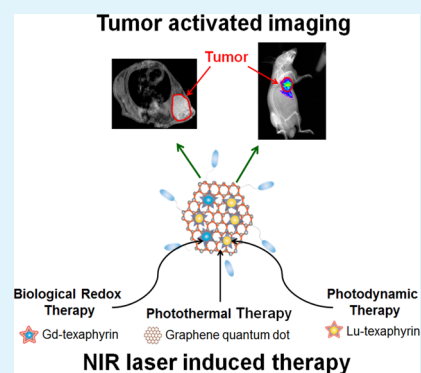 Tumor activated imaging
Tumor
Biological Redox
Therapy
Gd-texaphyrin
Photothermal Therapy
Graphene quantum dot
Photodynamic
Therapy
Lu-texaphyrin
NIR laser induced therapy